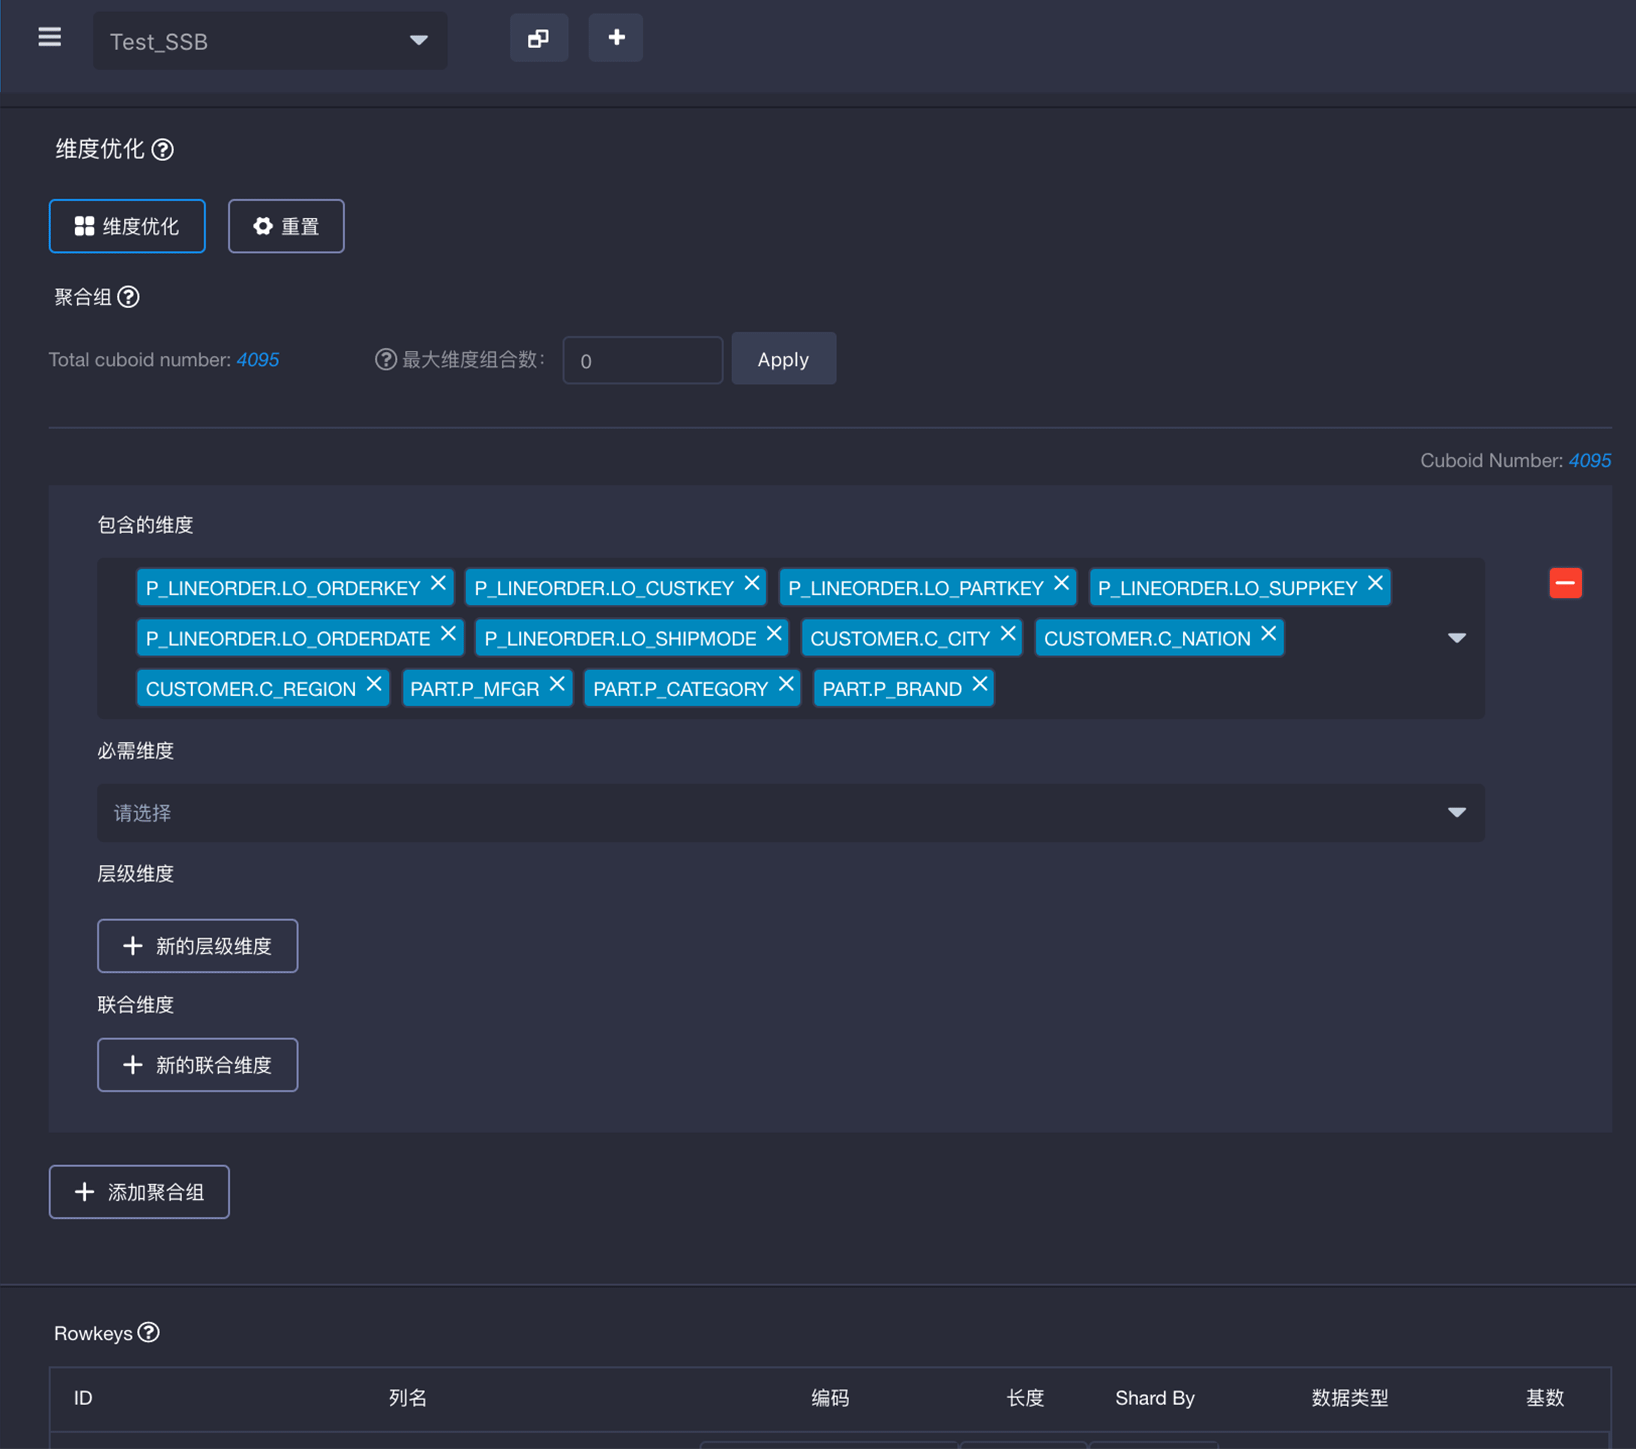 Test_SSB
维度优化
维度优化 重置
聚合组
Total cuboid number: 4095 最大维度组合数: 0 Apply
Cuboid Number: 4095
包含的维度
P_LINEORDER.LO_ORDERKEY P_LINEORDER.LO_CUSTKEY P_LINEORDER.LO_PARTKEY P_LINEORDER.LO_SUPPKEY
P_LINEORDER.LO_ORDERDATE P_LINEORDER.LO_SHIPMODE CUSTOMER.C_CITY CUSTOMER.C_NATION
CUSTOMER.C_REGION PART.P_MFGR PART.P_CATEGORY PART.P_BRAND
必需维度
请选择
层级维度
新的层级维度
联合维度
新的联合维度
添加聚合组
Rowkeys
ID 列名 编码 长度 Shard By 数据类型 基数